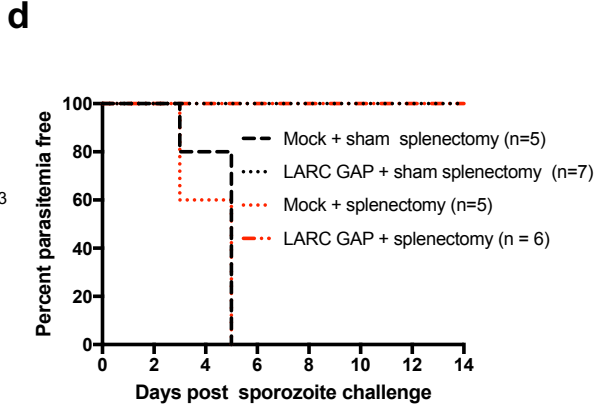 d
Percent parasitemia free
3
100
80
60
40
20
0
Mock + sham splenectomy (n=5)
LARC GAP + sham splenectomy (n=7)
Mock + splenectomy (n=5)
LARC GAP + splenectomy (n = 6)
0 2 4 6 8 10 12 14
Days post sporozoite challenge